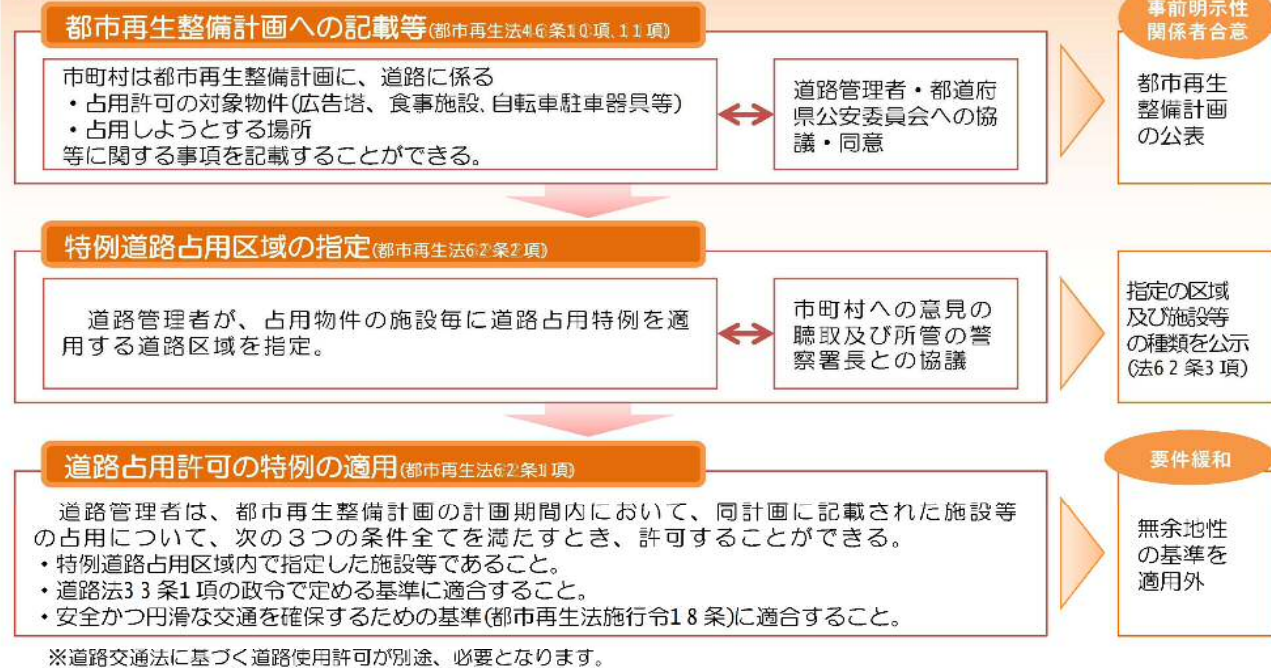 都市再生整備計画への記載等(都市再生法46条10項、11項)
事前明示性
関係者合意
市町村は都市再生整備計画に、道路に係る
・占用許可の対象物件(広告塔、食事施設、自転車駐車器具等)
・占用しようとする場所
等に関する事項を記載することができる。
道路管理者・都道府
県公安委員会への協
議・同意
都市再生
整備計画
の公表
特例道路占用区域の指定(都市再生法62条2項)
道路管理者が、占用物件の施設毎に道路占用特例を適
用する道路区域を指定。
市町村への意見の
聴取及び所管の警
察署長との協議
指定の区域
及び施設等
の種類を公示
(法62条3項)
道路占用許可の特例の適用(都市再生法62条1項)
要件緩和
道路管理者は、都市再生整備計画の計画期間内において、同計画に記載された施設等
の占用について、次の3つの条件全てを満たすとき、許可することができる。
・特例道路占用区域内で指定した施設等であること。
・道路法33条1項の政令で定める基準に適合すること。
・安全かつ円滑な交通を確保するための基準(都市再生法施行令18条)に適合すること。
無余地性
の基準を
適用外
※道路交通法に基づく道路使用許可が別途、必要となります。